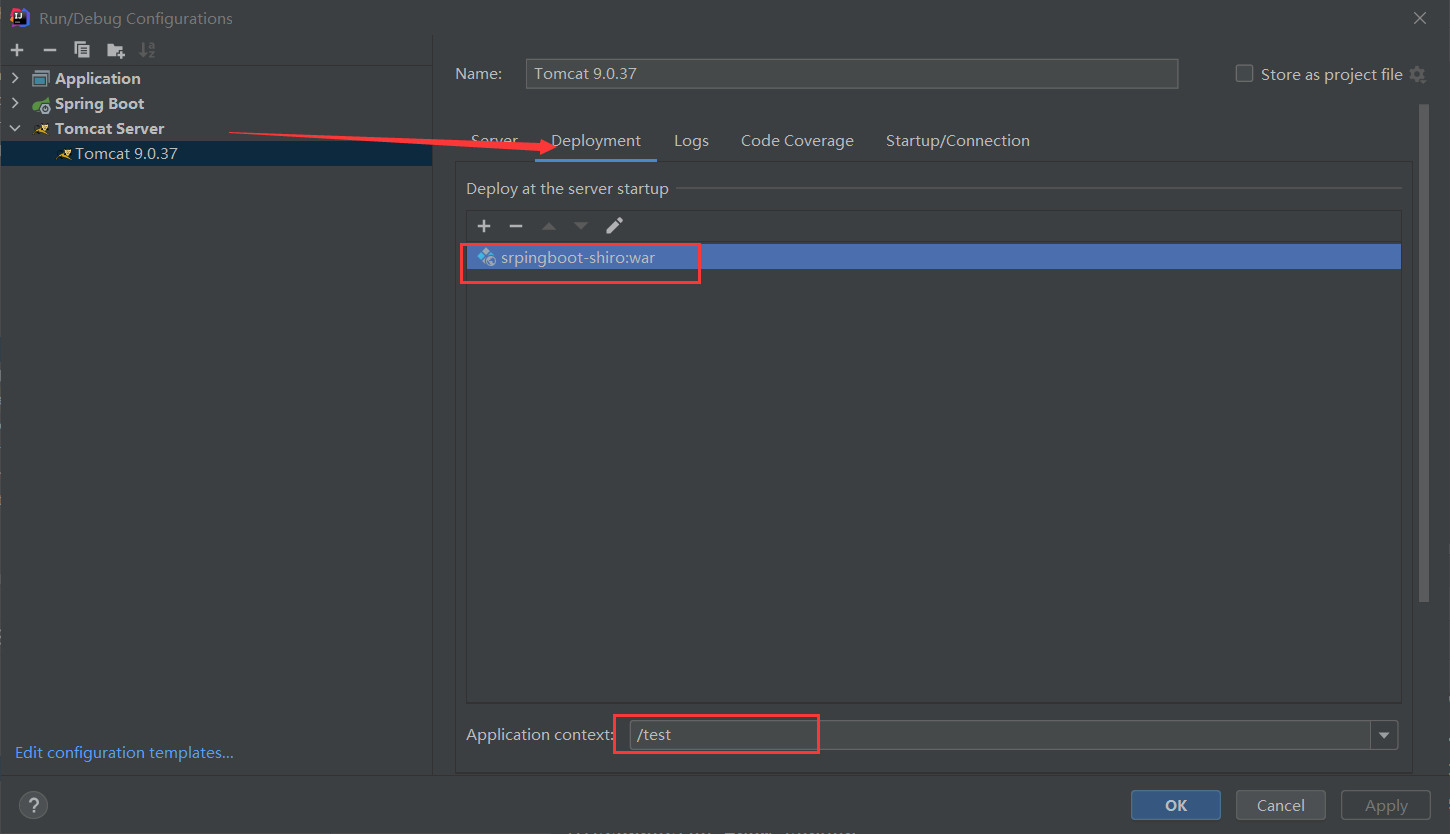 Run/Debug Configurations
Application
Spring Boot
Tomcat Server
Tomcat 9.0.37
Edit configuration templates...
Name: Tomcat 9.0.37 Store as project file
Server Deployment Logs Code Coverage Startup/Connection
Deploy at the server startup
srpingboot-shiro:war
Application context: /test
? OK Cancel Apply